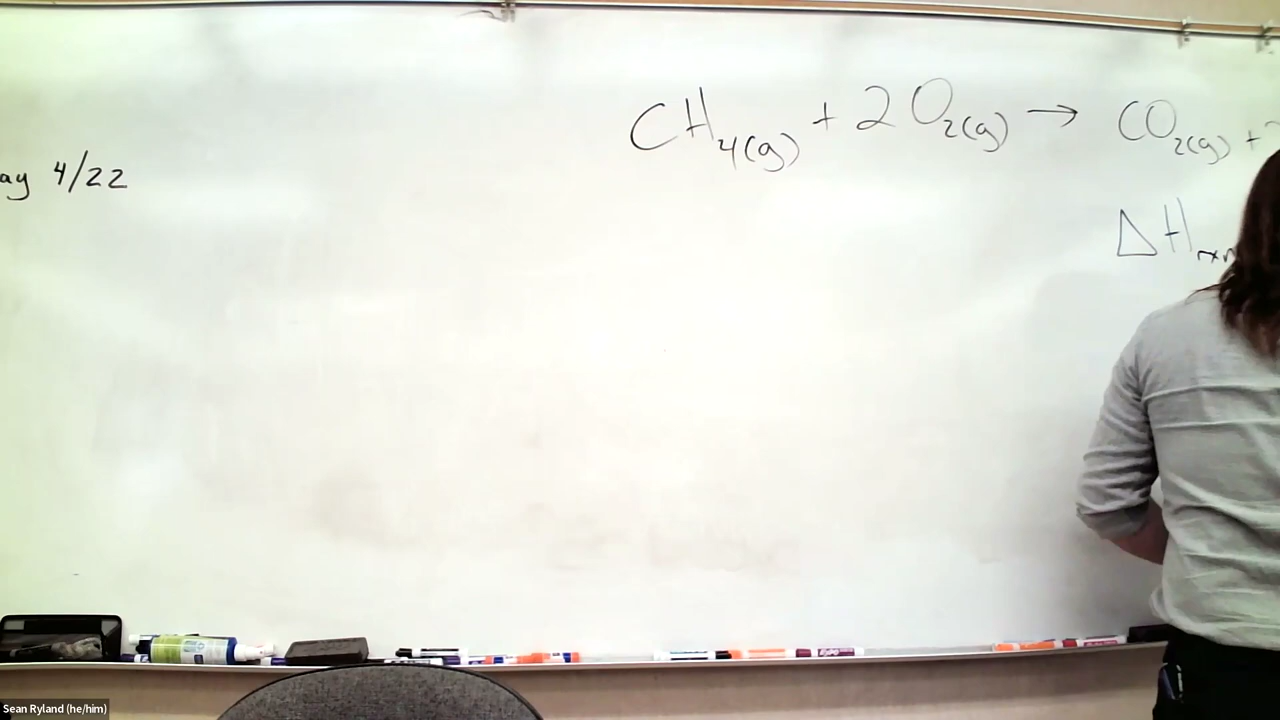 CH₄(g) + 2 O₂(g) → CO₂(g) +
ay 4/22
ΔHrxn
Sean Ryland (he/him)